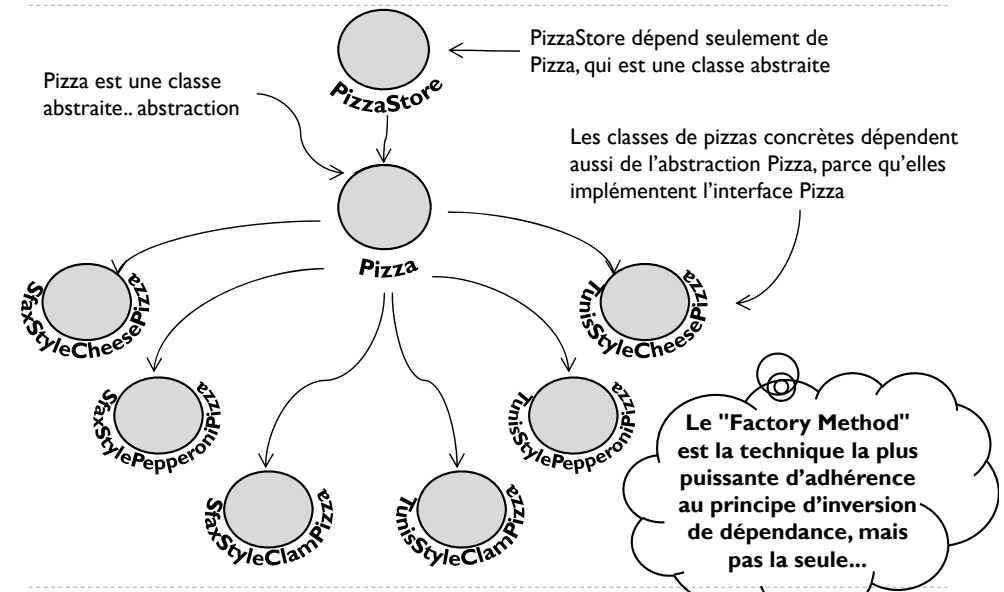 PizzaStore dépend seulement de
Pizza, qui est une classe abstraite
Pizza est une classe
abstraite.. abstraction
PizzaStore
Les classes de pizzas concrètes dépendent
aussi de l'abstraction Pizza, parce qu'elles
implémentent l'interface Pizza
Pizza
SfaxStyleCheesePizza
TunisStyleCheesePizza
SfaxStylePepperoniPizza
TunisStylePepperoniPizza
SfaxStyleClamPizza
TunisStyleClamPizza
Le "Factory Method"
est la technique la plus
puissante d'adhérence
au principe d'inversion
de dépendance, mais
pas la seule...